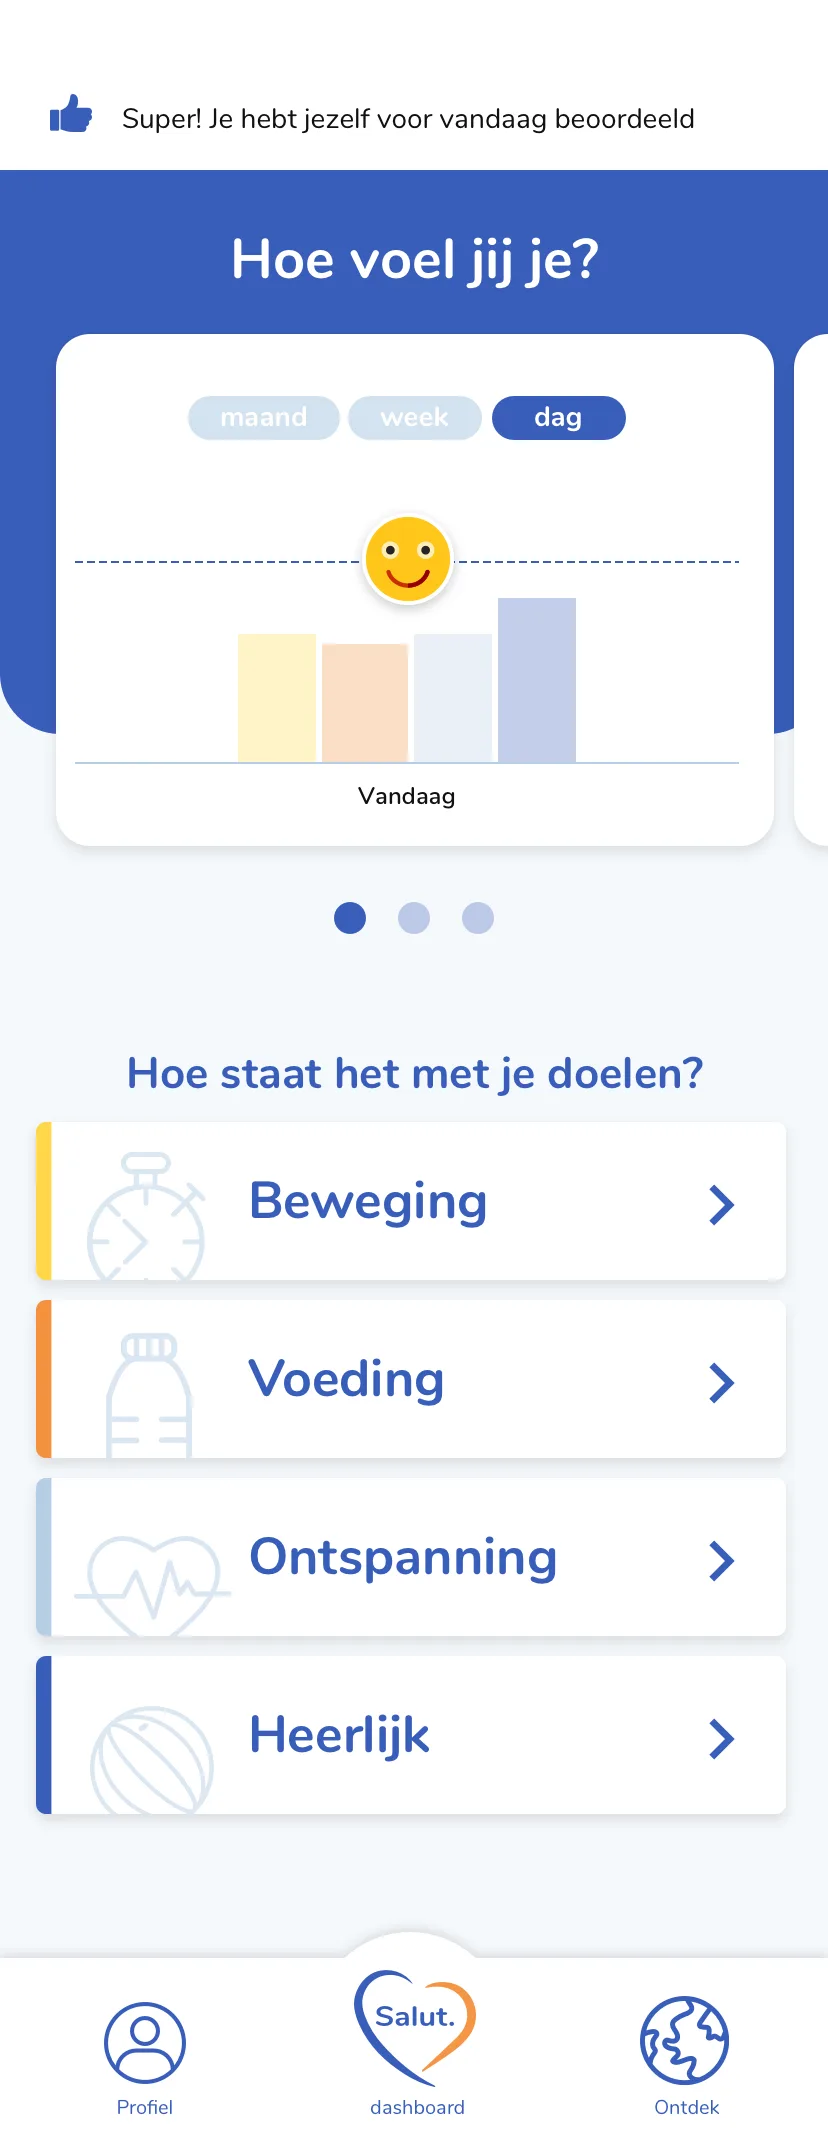 Super! Je hebt jezelf voor vandaag beoordeeld
Hoe voel jij je?
maand week dag
Vandaag
Hoe staat het met je doelen?
Beweging
Voeding
Ontspanning
Heerlijk
Salut.
Profiel dashboard Ontdek